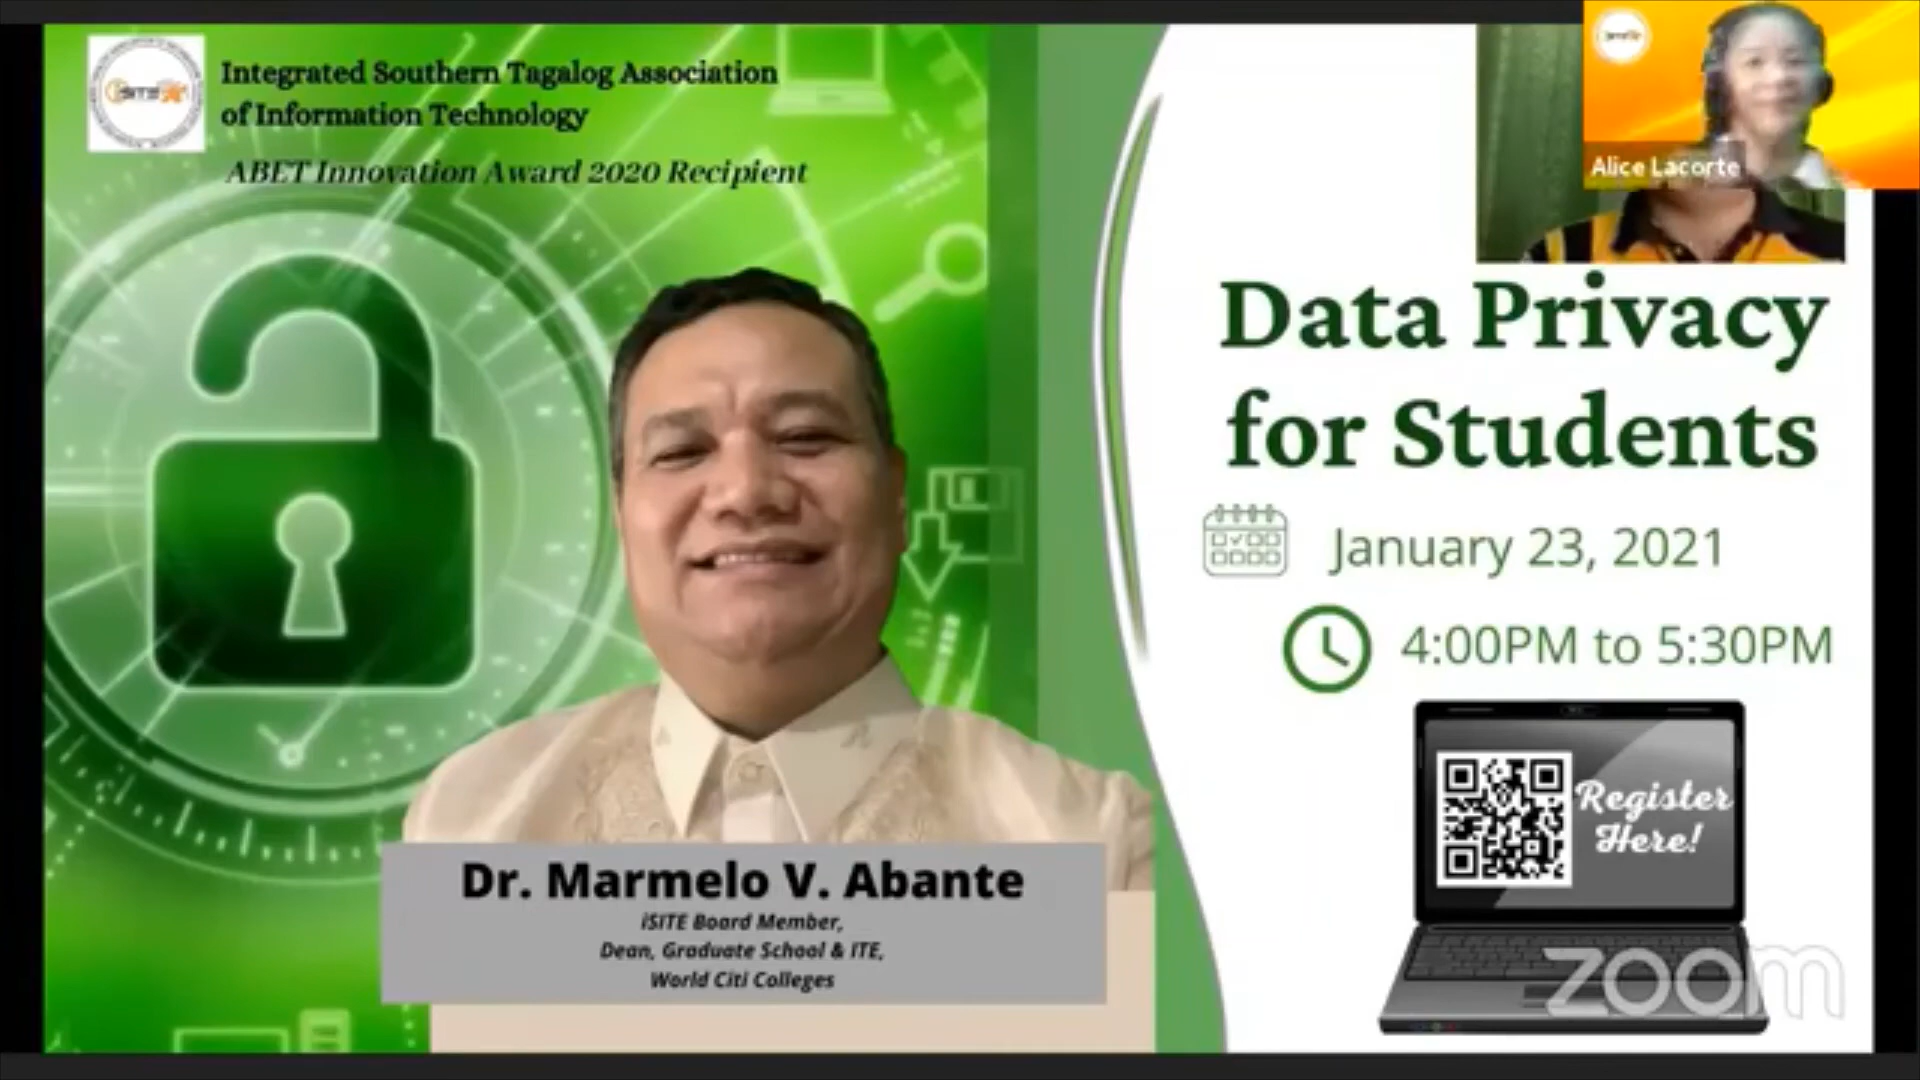 Integrated Southern Tagalog Association
of Information Technology
ABET Innovation Award 2020 Recipient
Alice Lacorte
Data Privacy
for Students
January 23, 2021
4:00PM to 5:30PM
Register
Here!
Dr. Marmelo V. Abante
iSITE Board Member,
Dean, Graduate School & ITE,
World Citi Colleges
zoom